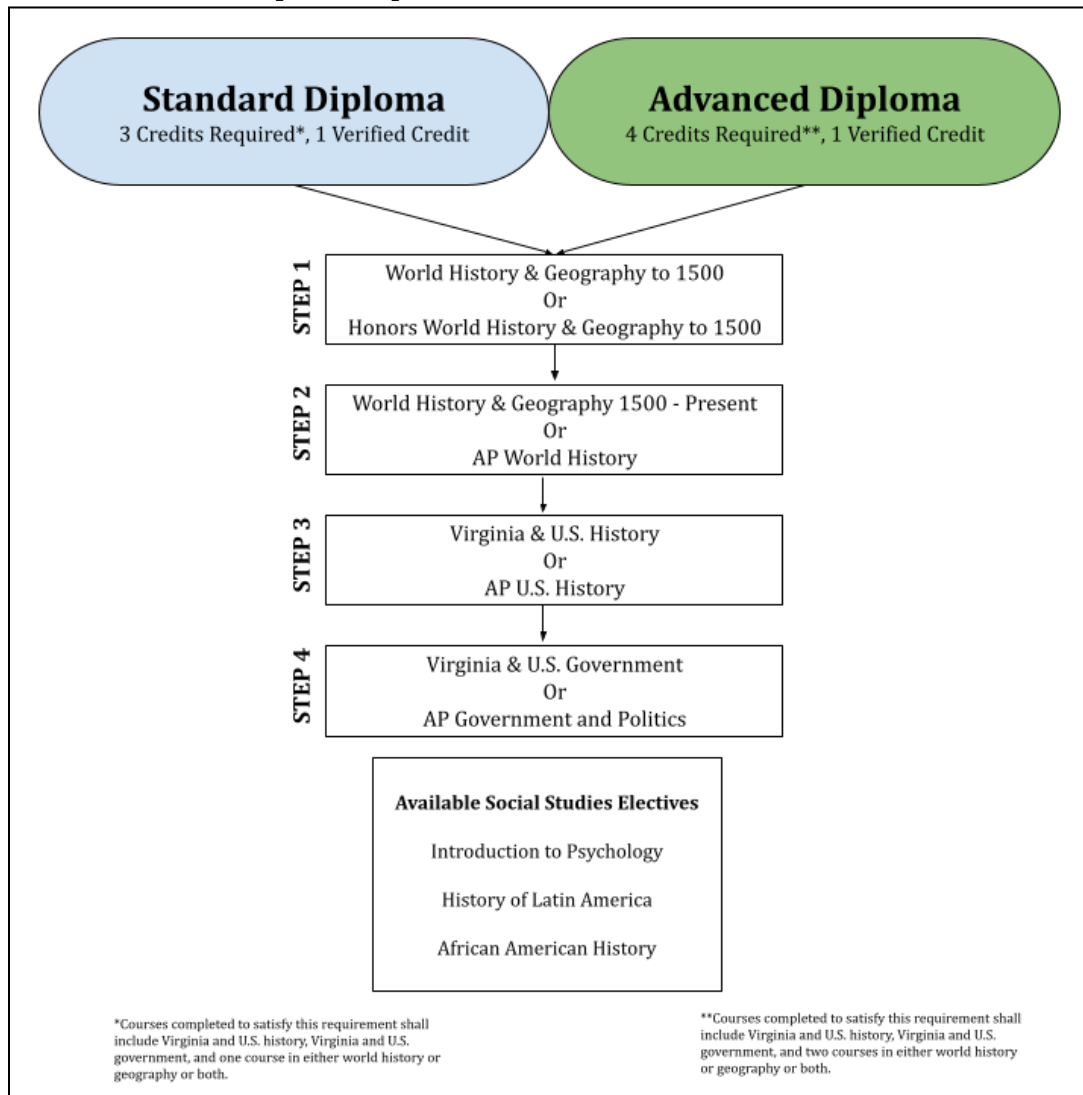 Standard Diploma
3 Credits Required*, 1 Verified Credit
Advanced Diploma
4 Credits Required**, 1 Verified Credit
STEP 1
World History & Geography to 1500
Or
Honors World History & Geography to 1500
STEP 2
World History & Geography 1500 - Present
Or
AP World History
STEP 3
Virginia & U.S. History
Or
AP U.S. History
STEP 4
Virginia & U.S. Government
Or
AP Government and Politics
Available Social Studies Electives
Introduction to Psychology
History of Latin America
African American History
*Courses completed to satisfy this requirement shall
include Virginia and U.S. history, Virginia and U.S.
government, and one course in either world history or
geography or both.
**Courses completed to satisfy this requirement shall
include Virginia and U.S. history, Virginia and U.S.
government, and two courses in either world history
or geography or both.